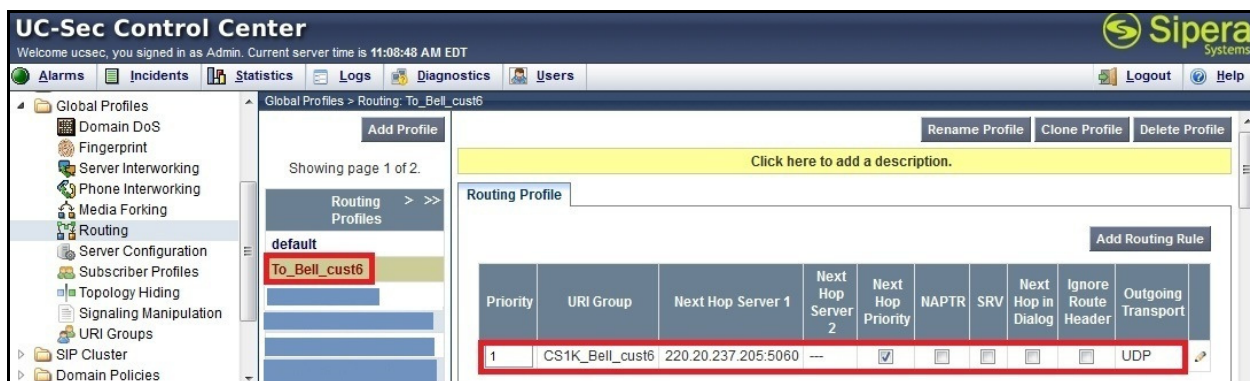 UC-Sec Control Center
Sipera
Systems
Welcome ucsec, you signed in as Admin. Current server time is 11:08:48 AM EDT
Alarms Incidents Statistics Logs Diagnostics Users Logout Help
Global Profiles
Domain DoS
Fingerprint
Server Interworking
Phone Interworking
Media Forking
Routing
Server Configuration
Subscriber Profiles
Topology Hiding
Signaling Manipulation
URI Groups
SIP Cluster
Domain Policies
Global Profiles > Routing: To_Bell_cust6
Add Profile
Showing page 1 of 2.
Routing Profiles > >>
default
To_Bell_cust6
Rename Profile Clone Profile Delete Profile
Click here to add a description.
Routing Profile
Add Routing Rule
Priority URI Group Next Hop Server 1 Next Hop Server 2 Next Hop Priority NAPTR SRV Next Hop in Dialog Ignore Route Header Outgoing Transport
1 CS1K_Bell_cust6 220.20.237.205:5060 --- UDP